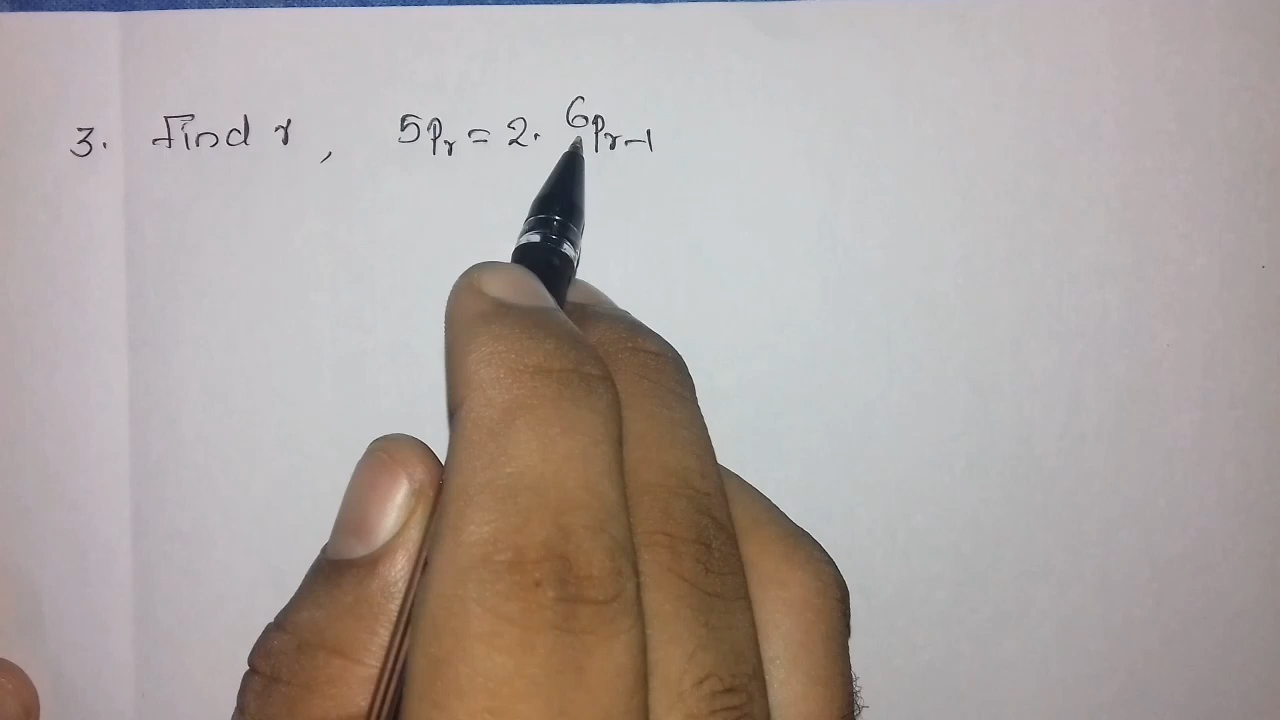 3. Find r, 5Pr = 2. 6Pr-1